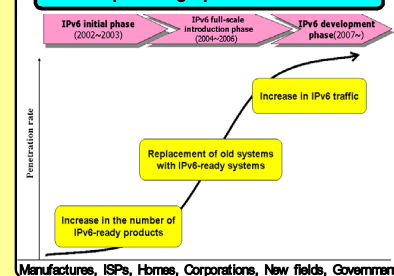 IPv6 initial phase
(2002~2003)
IPv6 full-scale
introduction phase
(2004~2006)
IPv6 development
phase(2007~)
Penetration rate
Increase in IPv6 traffic
Replacement of old systems
with IPv6-ready systems
Increase in the number of
IPv6-ready products
Manufactures, ISPs, Homes, Corporations, New fields,